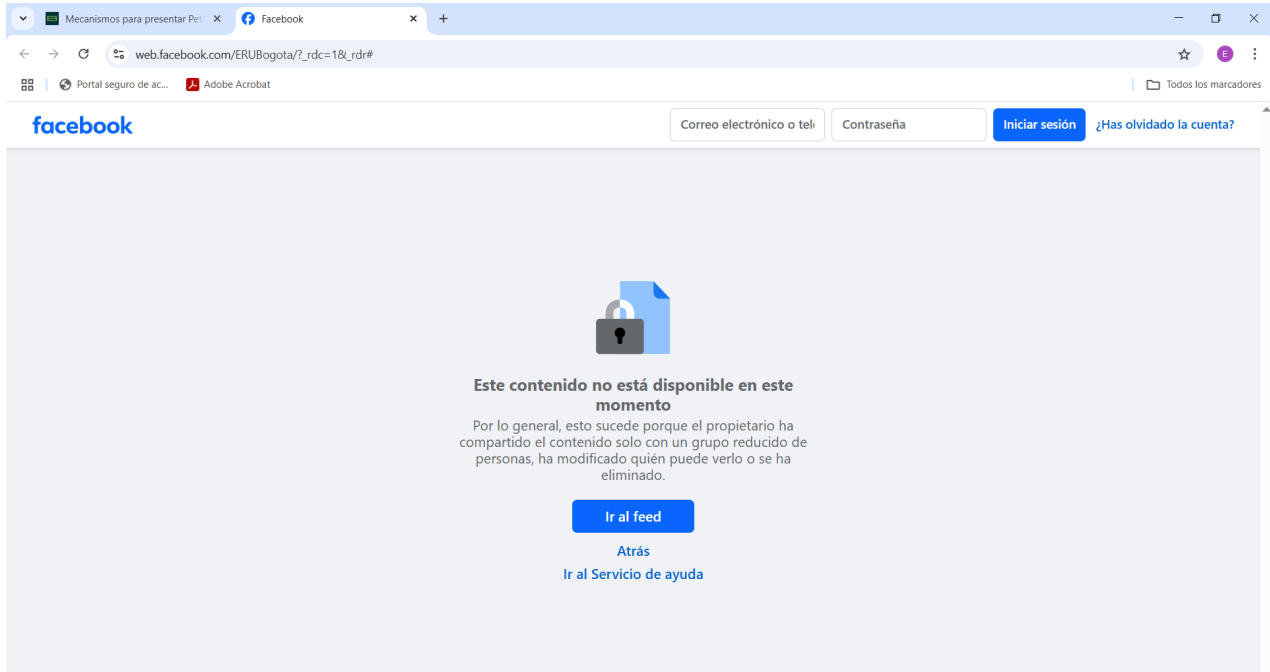 Mecanismos para presentar Pet
Facebook
web.facebook.com/ERUBogota/?_rdc=1&_rdr#
E
Portal seguro de ac...
Adobe Acrobat
Todos los marcadores
facebook
Correo electrónico o telé
Contraseña
Iniciar sesión
¿Has olvidado la cuenta?
Este contenido no está disponible en este
momento
Por lo general, esto sucede porque el propietario ha
compartido el contenido solo con un grupo reducido de
personas, ha modificado quién puede verlo o se ha
eliminado.
Ir al feed
Atrás
Ir al Servicio de ayuda